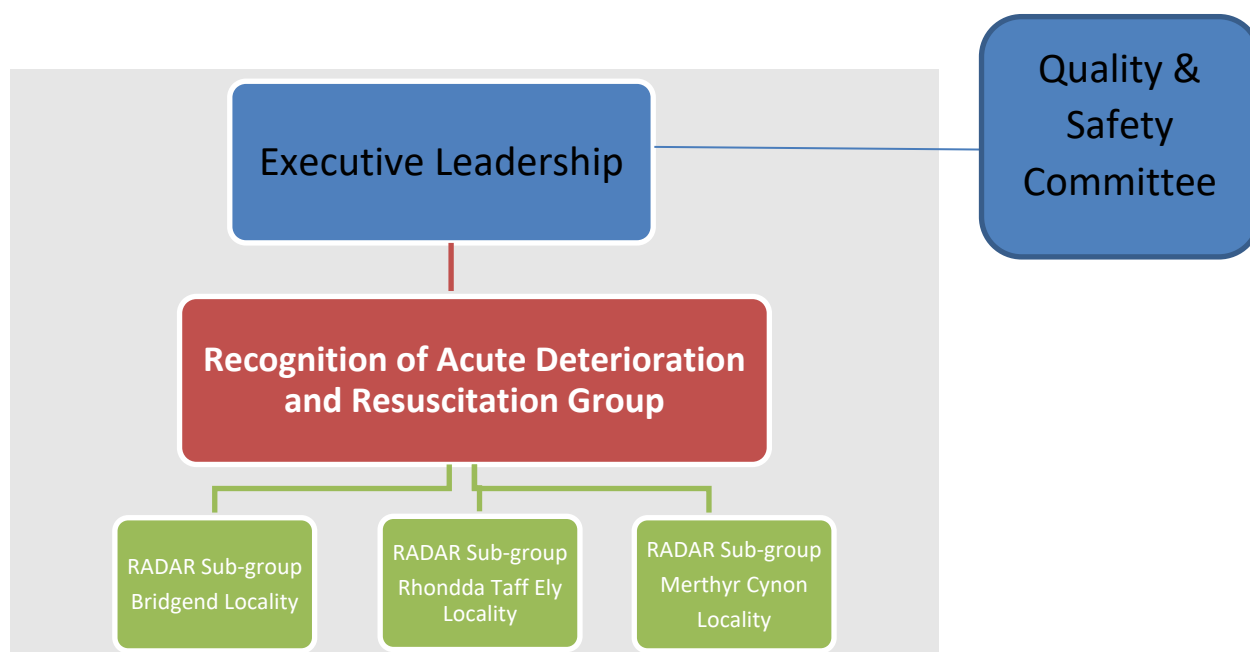 Quality &
Safety
Committee
Executive Leadership
Recognition of Acute Deterioration
and Resuscitation Group
RADAR Sub-group
Bridgend Locality
RADAR Sub-group
Rhondda Taff Ely
Locality
RADAR Sub-group
Merthyr Cynon
Locality